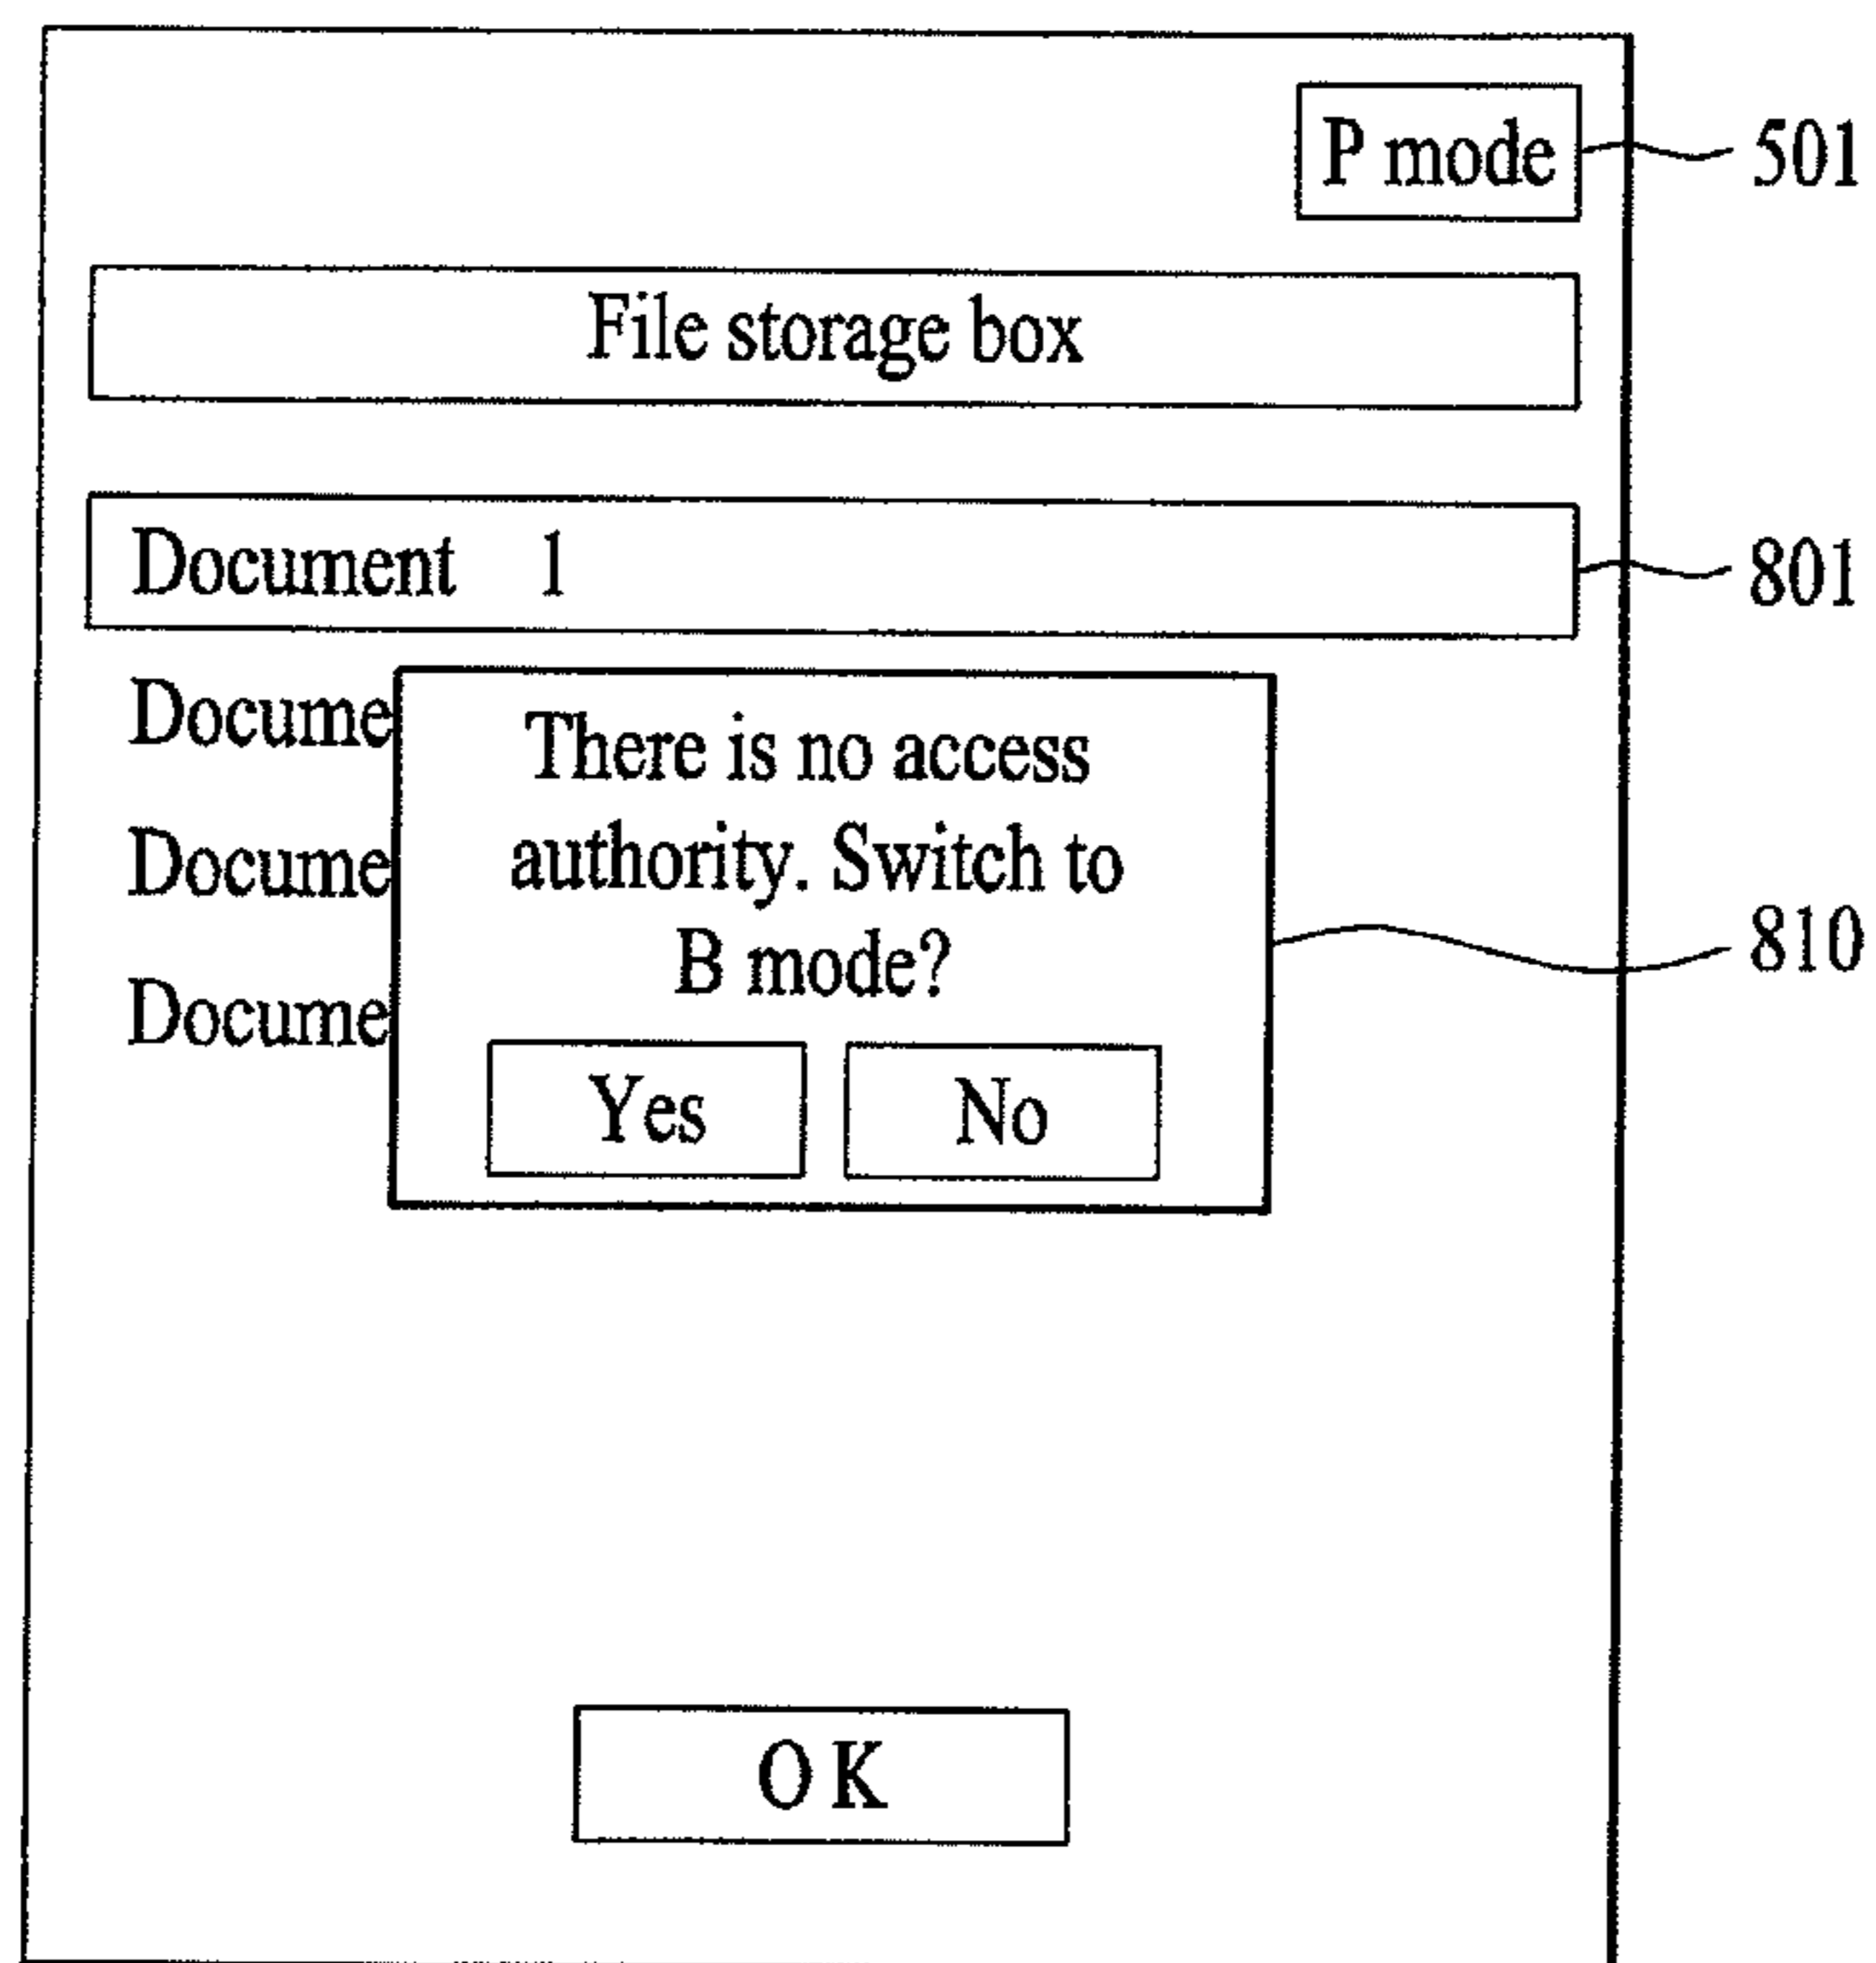 P mode
501
File storage box
Document 1
801
Docume
There is no access
Docume
authority. Switch to
B mode?
810
Docume
Yes
No
OK